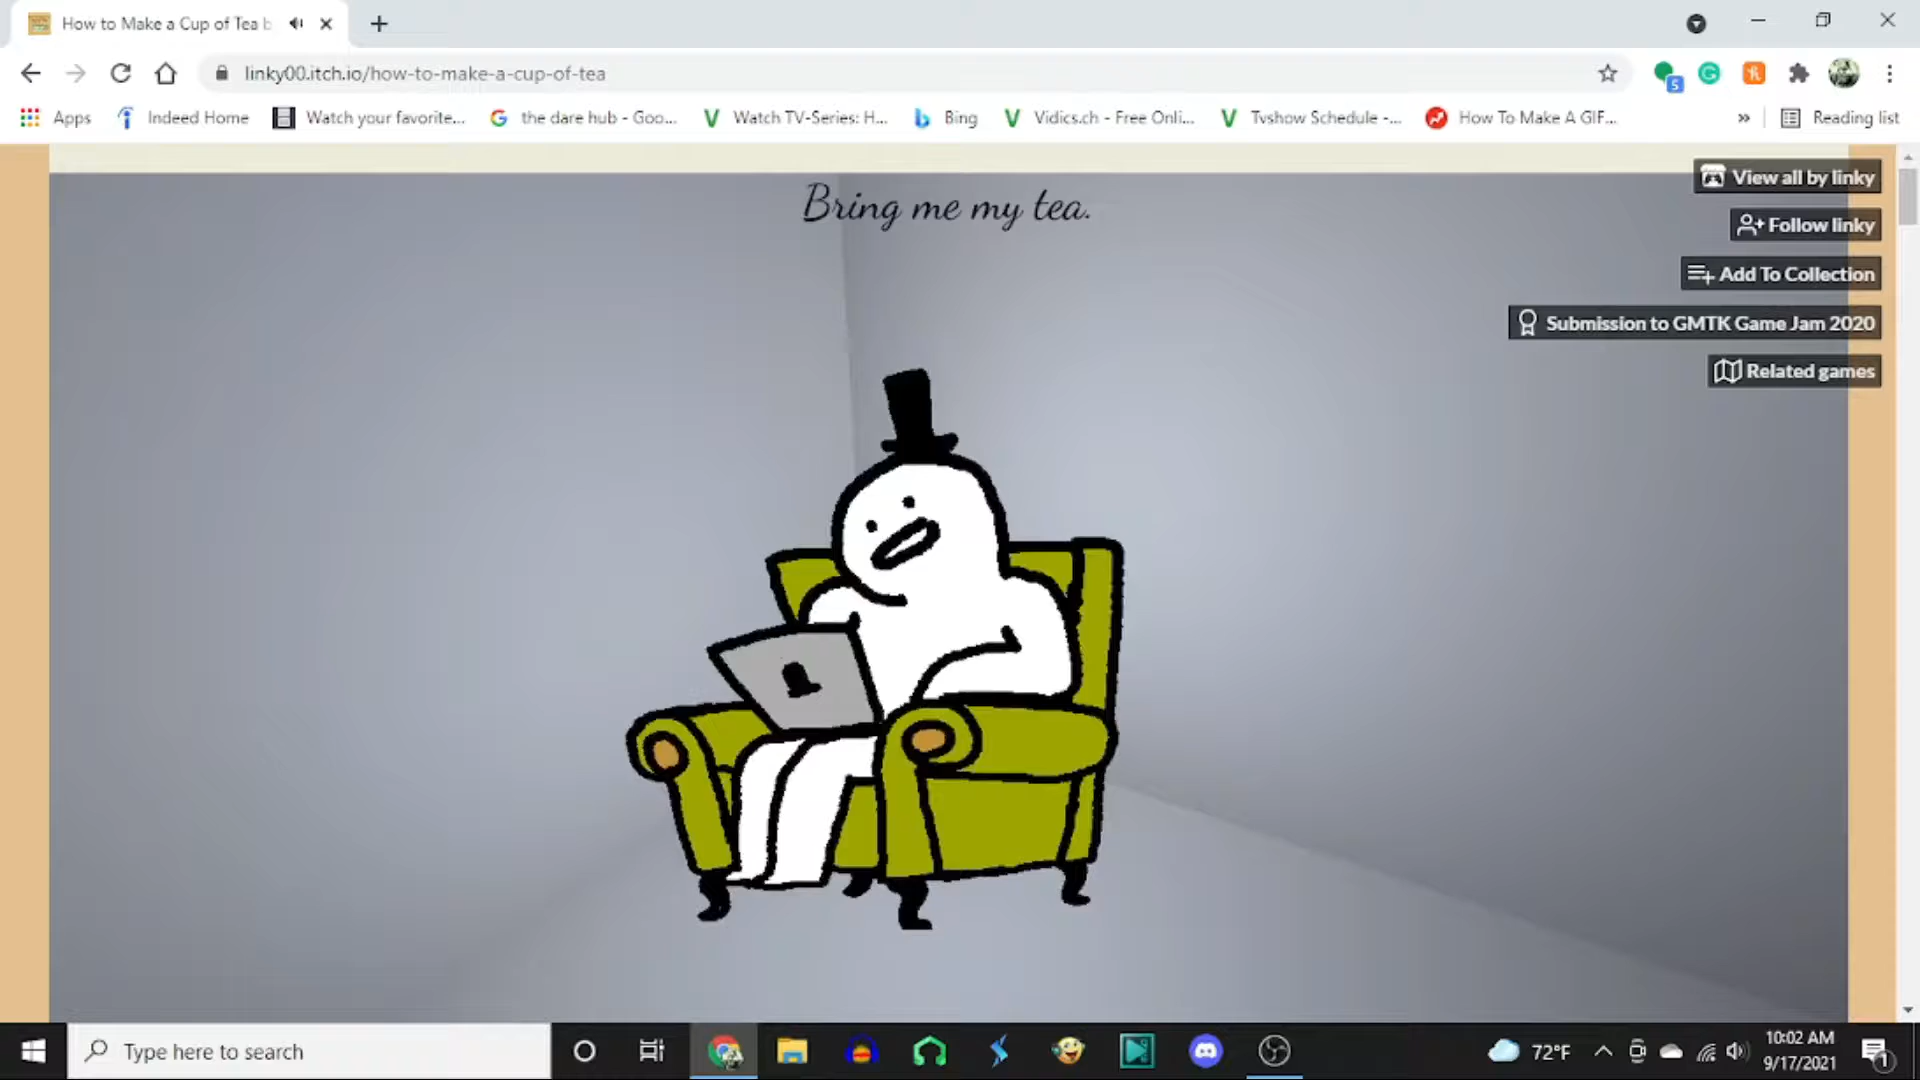 How to Make a Cup of Tea b
linky00.itch.io/how-to-make-a-cup-of-tea
5
Apps
Indeed Home
Watch your favorite...
the dare hub - Goo...
Watch TV-Series: H...
Bing
Vidics.ch - Free Onli...
Tvshow Schedule -...
How To Make A GIF...
»
Reading list
Bring me my tea.
View all by linky
Follow linky
Add To Collection
Submission to GMTK Game Jam 2020
Related games
Type here to search
72°F
10:02 AM
9/17/2021
1